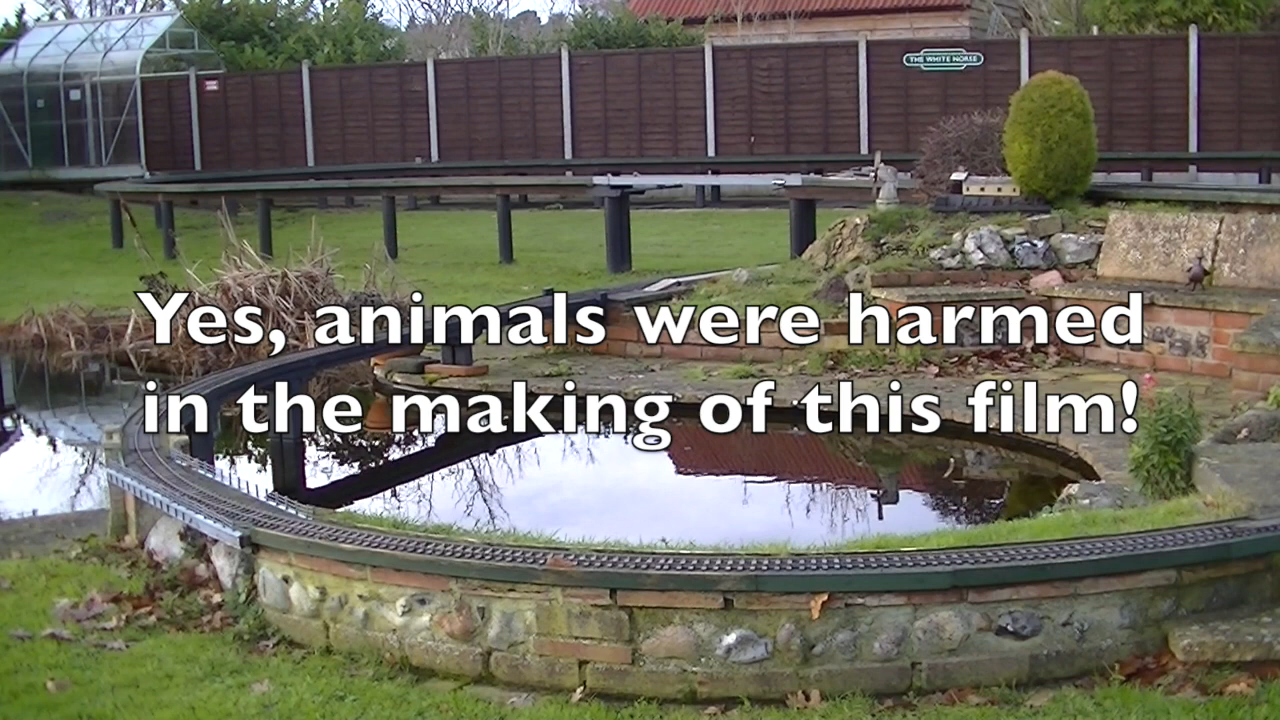 THE WHITE HORSE
Yes, animals were harmed
in the making of this film!